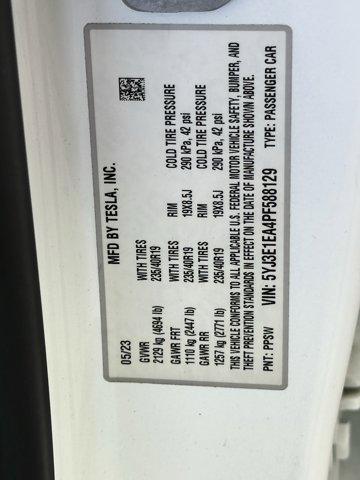 MFD BY TESLA, INC.
05/23
GVWR
2129 kg (4694 lb)
GAWR FRT WITH TIRES RIM COLD TIRE PRESSURE
1110 kg (2447 lb) 235/40R19 19X8.5J 290 kPa, 42 psi
GAWR RR WITH TIRES RIM COLD TIRE PRESSURE
1257 kg (2771 lb) 235/40R19 19X8.5J 290 kPa, 42 psi
THIS VEHICLE CONFORMS TO ALL APPLICABLE U.S. FEDERAL MOTOR VEHICLE SAFETY, BUMPER, AND
THEFT PREVENTION STANDARDS IN EFFECT ON THE DATE OF MANUFACTURE SHOWN ABOVE.
VIN: 5YJ3E1EA4PF588129
PNT: PPSW TYPE: PASSENGER CAR